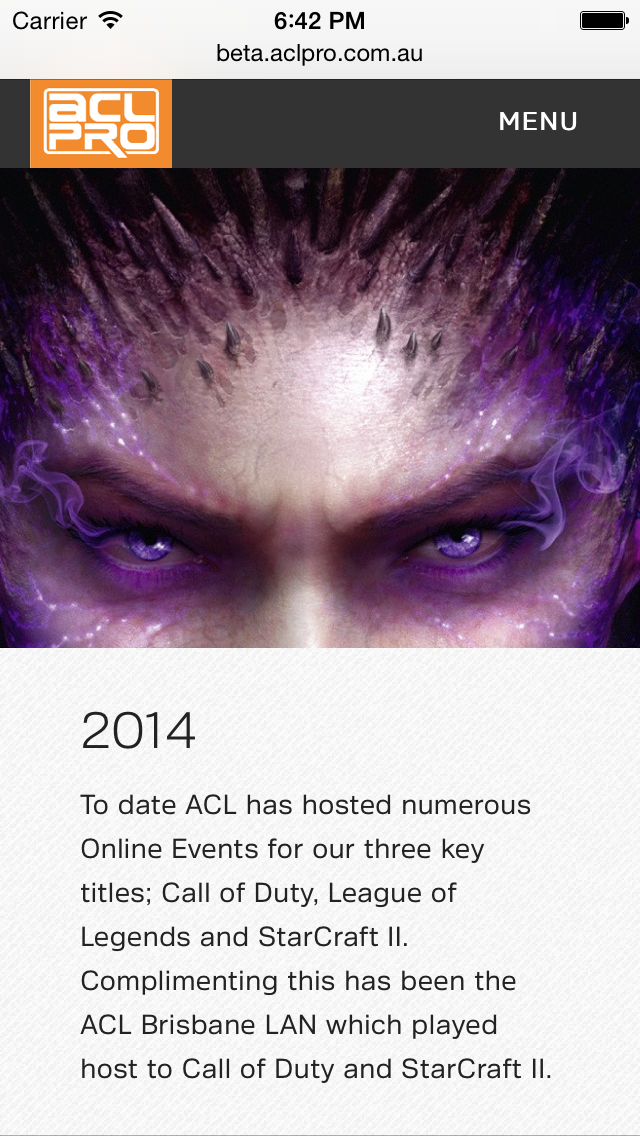 Carrier 6:42 PM
beta.aclpro.com.au
ACL
PRO
MENU
2014
To date ACL has hosted numerous
Online Events for our three key
titles; Call of Duty, League of
Legends and StarCraft II.
Complimenting this has been the
ACL Brisbane LAN which played
host to Call of Duty and StarCraft II.